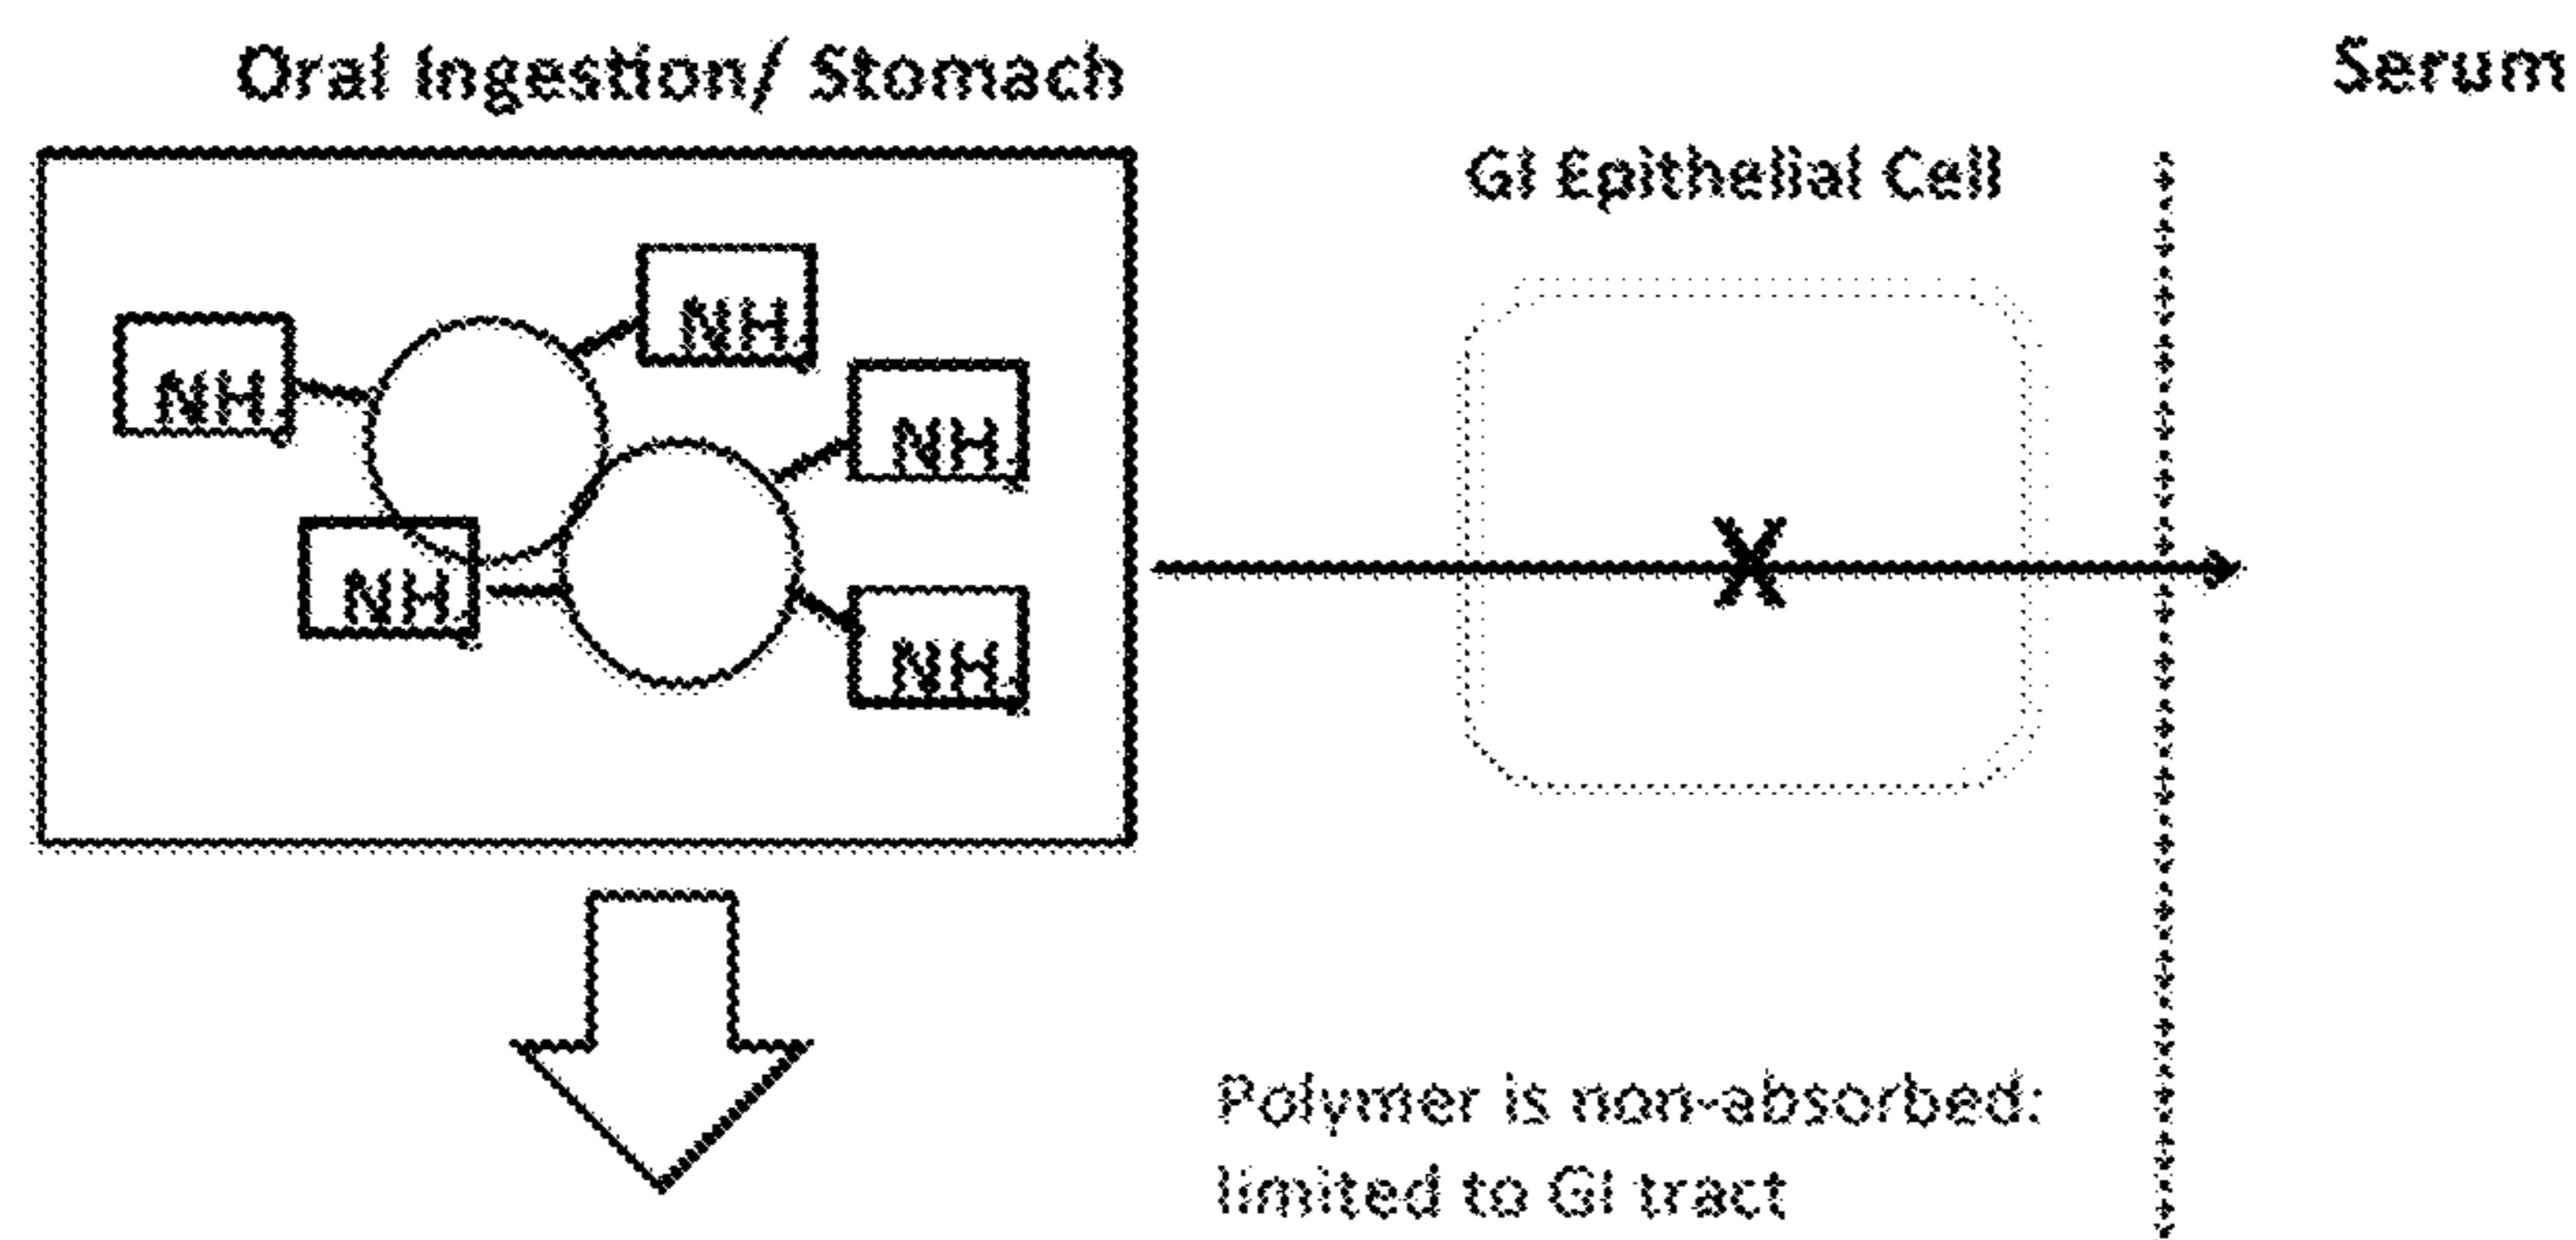 Oral Ingestion/ Stomach
Serum
GI Epithelial Cell
NH
NH
NH
NH
NH
X
Polymer is non-absorbed:
limited to GI tract